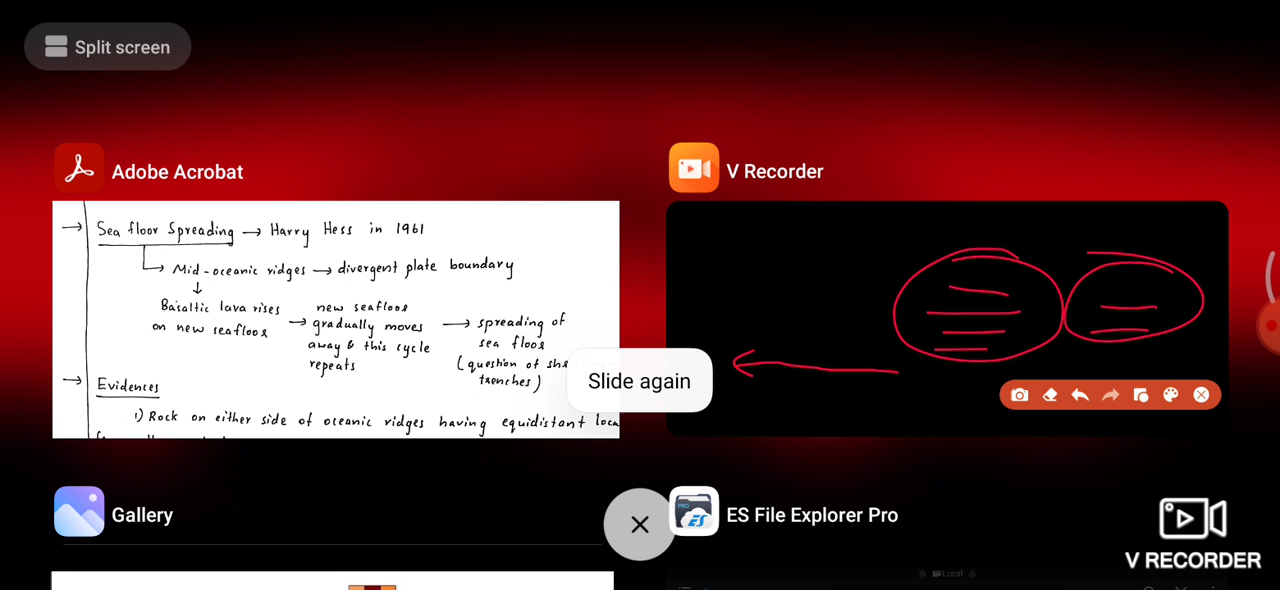 Split screen
Adobe Acrobat
→ Sea floor Spreading → Harry Hess in 1961
Mid-oceanic ridges → divergent plate boundary
↓
Basaltic lava rises
on new seafloor
→ new seafloor
gradually moves
away & this cycle
repeats
→ spreading of
sea floor
(question of
trenches)
→ Evidences
1) Rock on either side of oceanic ridges having equidistant
V Recorder
Slide again
Gallery
PRO
ES
ES File Explorer Pro
Local
V RECORDER